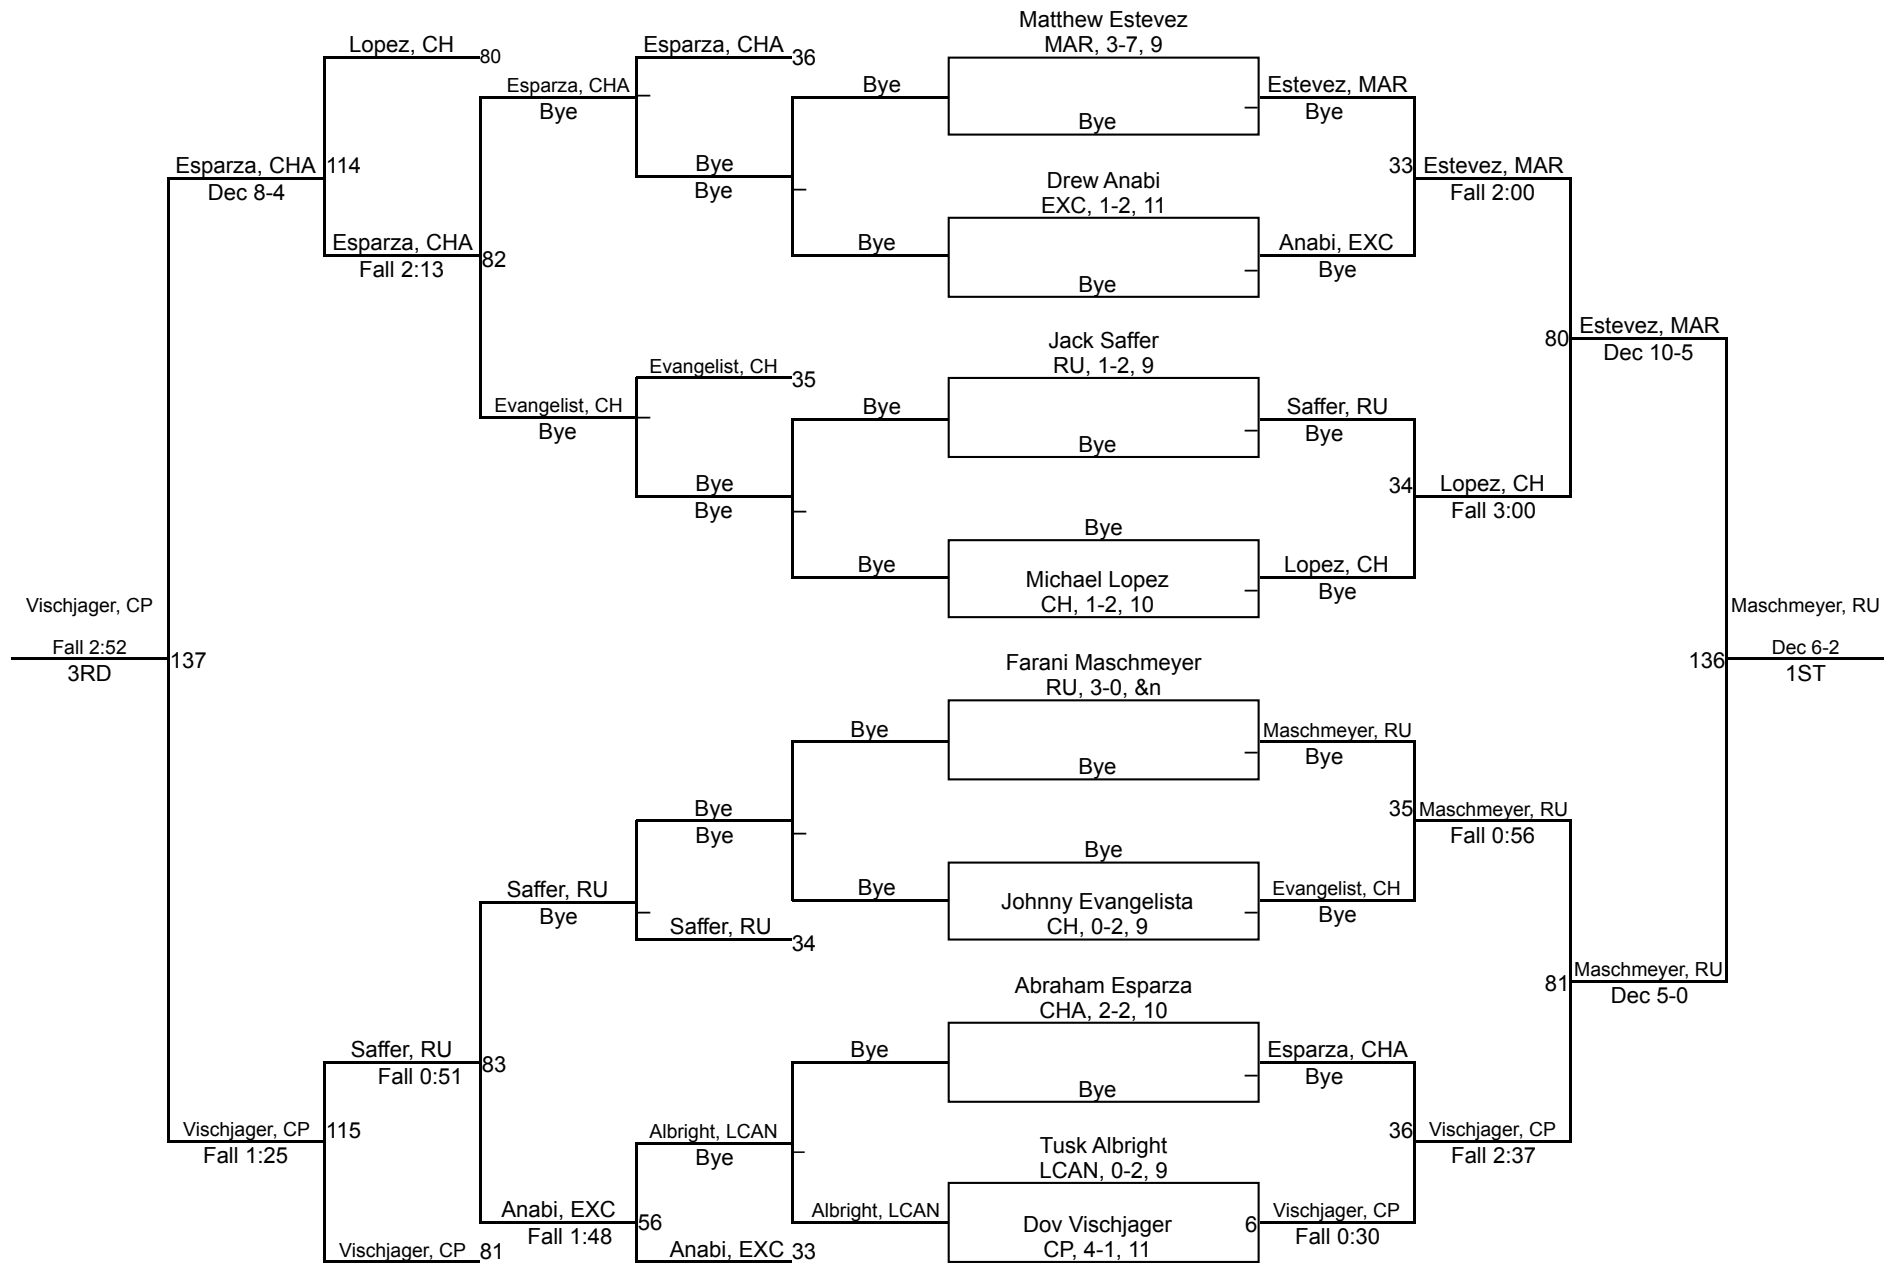 Matthew Estevez
MAR, 3-7, 9
Lopez, CH
80
Esparza, CHA
36
Esparza, CHA
Bye
Bye
Bye
Estevez, MAR
Bye
Esparza, CHA
114
Dec 8-4
Bye
Bye
Drew Anabi
EXC, 1-2, 11
33
Estevez, MAR
Fall 2:00
Esparza, CHA
82
Fall 2:13
Bye
Bye
Anabi, EXC
Bye
Jack Saffer
RU, 1-2, 9
80
Estevez, MAR
Dec 10-5
Evangelist, CH
35
Evangelist, CH
Bye
Bye
Bye
Saffer, RU
Bye
Bye
Bye
34
Lopez, CH
Fall 3:00
Bye
Bye
Michael Lopez
CH, 1-2, 10
Lopez, CH
Bye
Vischjager, CP
Fall 2:52
3RD
137
Maschmeyer, RU
136
Dec 6-2
1ST
Farani Maschmeyer
RU, 3-0, &n
Bye
Bye
Maschmeyer, RU
Bye
Bye
Bye
35
Maschmeyer, RU
Fall 0:56
Saffer, RU
Bye
Bye
Bye
Johnny Evangelista
CH, 0-2, 9
Evangelist, CH
Bye
Saffer, RU
34
Abraham Esparza
CHA, 2-2, 10
81
Maschmeyer, RU
Dec 5-0
Saffer, RU
83
Fall 0:51
Bye
Bye
Esparza, CHA
Bye
Vischjager, CP
115
Fall 1:25
Albright, LCAN
Bye
Tusk Albright
LCAN, 0-2, 9
36
Vischjager, CP
Fall 2:37
Anabi, EXC
56
Fall 1:48
Albright, LCAN
Dov Vischjager
CP, 4-1, 11
6
Vischjager, CP
Fall 0:30
Vischjager, CP
81
Anabi, EXC
33